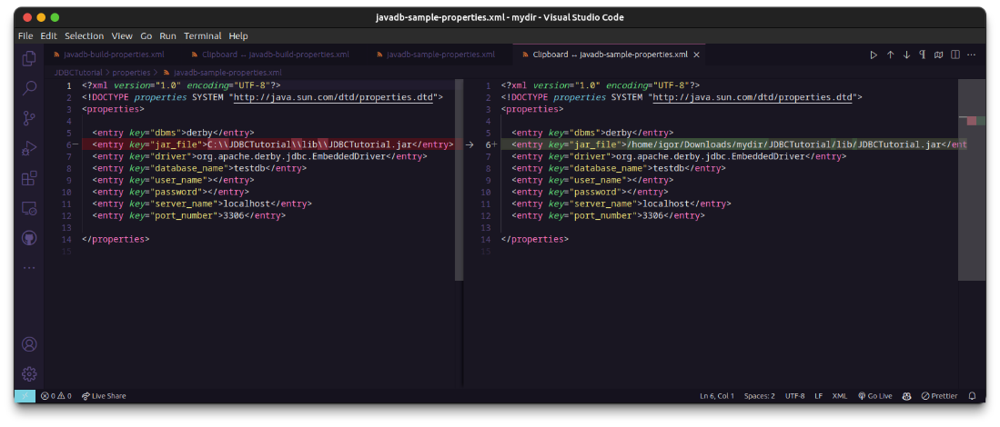 javadb-sample-properties.xml - mydir - Visual Studio Code
File Edit Selection View Go Run Terminal Help
javadb-build-properties.xml
Clipboard ↔ javadb-build-properties.xml
javadb-sample-properties.xml
Clipboard ↔ javadb-sample-properties.xml
JDBCTutorial > properties > javadb-sample-properties.xml
1 <?xml version="1.0" encoding="UTF-8"?>
2 <!DOCTYPE properties SYSTEM "http://java.sun.com/dtd/properties.dtd">
3 <properties>
4
5 <entry key="dbms">derby</entry>
6− <entry key="jar_file">C:\\JDBCTutorial\\lib\\JDBCTutorial.jar</entry>
7 <entry key="driver">org.apache.derby.jdbc.EmbeddedDriver</entry>
8 <entry key="database_name">testdb</entry>
9 <entry key="user_name"></entry>
10 <entry key="password"></entry>
11 <entry key="server_name">localhost</entry>
12 <entry key="port_number">3306</entry>
13
14 </properties>
15
1 <?xml version="1.0" encoding="UTF-8"?>
2 <!DOCTYPE properties SYSTEM "http://java.sun.com/dtd/properties.dtd">
3 <properties>
4
5 <entry key="dbms">derby</entry>
6+ <entry key="jar_file">/home/igor/Downloads/mydir/JDBCTutorial/lib/JDBCTutorial.jar</ent
7 <entry key="driver">org.apache.derby.jdbc.EmbeddedDriver</entry>
8 <entry key="database_name">testdb</entry>
9 <entry key="user_name"></entry>
10 <entry key="password"></entry>
11 <entry key="server_name">localhost</entry>
12 <entry key="port_number">3306</entry>
13
14 </properties>
15
0 0 Live Share Ln 6, Col 1 Spaces: 2 UTF-8 LF XML Go Live Prettier